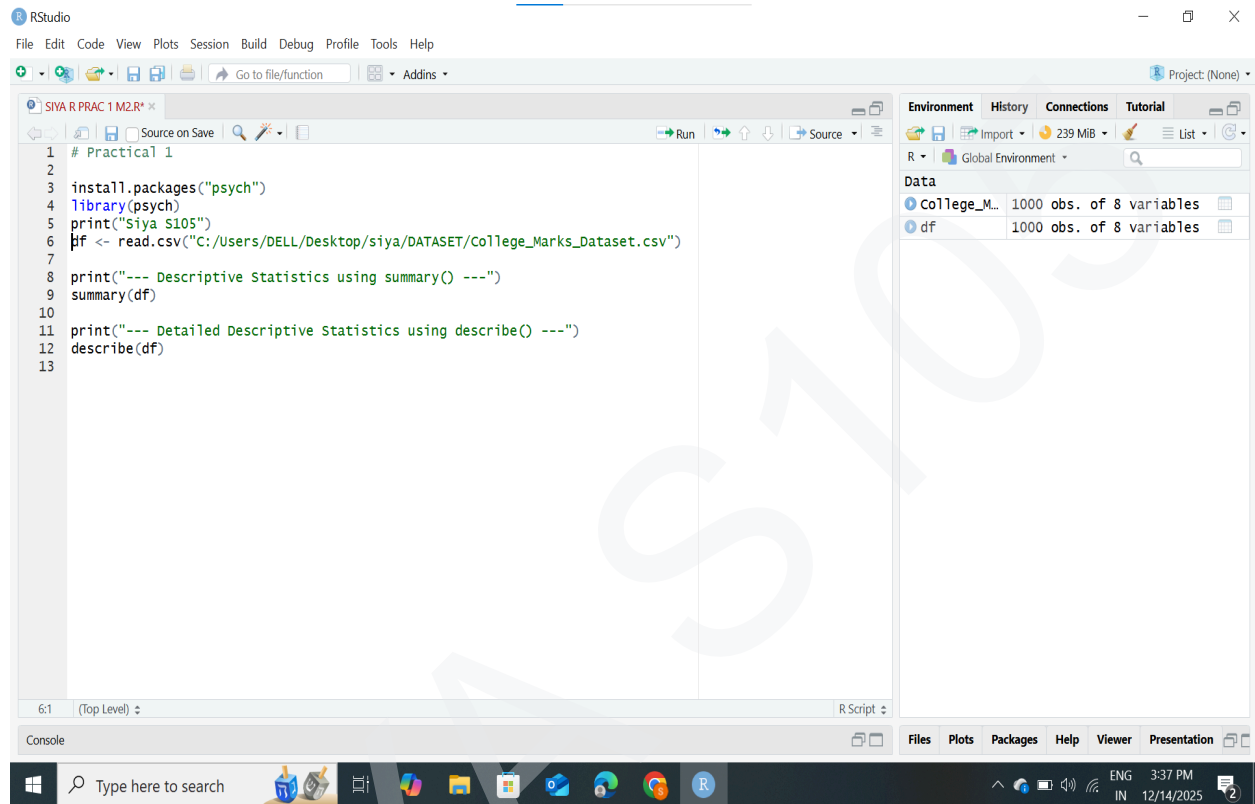 RStudio
File Edit Code View Plots Session Build Debug Profile Tools Help
Go to file/function
Addins
Project: (None)
SIYA R PRAC 1 M2.R*
Source on Save
Run
Source
1 # Practical 1
2
3 install.packages("psych")
4 library(psych)
5 print("Siya S105")
6 df <- read.csv("C:/Users/DELL/Desktop/siya/DATASET/College_Marks_Dataset.csv")
7
8 print("--- Descriptive Statistics using summary() ---")
9 summary(df)
10
11 print("--- Detailed Descriptive Statistics using describe() ---")
12 describe(df)
13
6:1 (Top Level) R Script
Console
Environment History Connections Tutorial
Import 239 MiB List
R Global Environment
Data
College_M… 1000 obs. of 8 variables
df 1000 obs. of 8 variables
Files Plots Packages Help Viewer Presentation
Type here to search
ENG
IN
3:37 PM
12/14/2025
2
S105